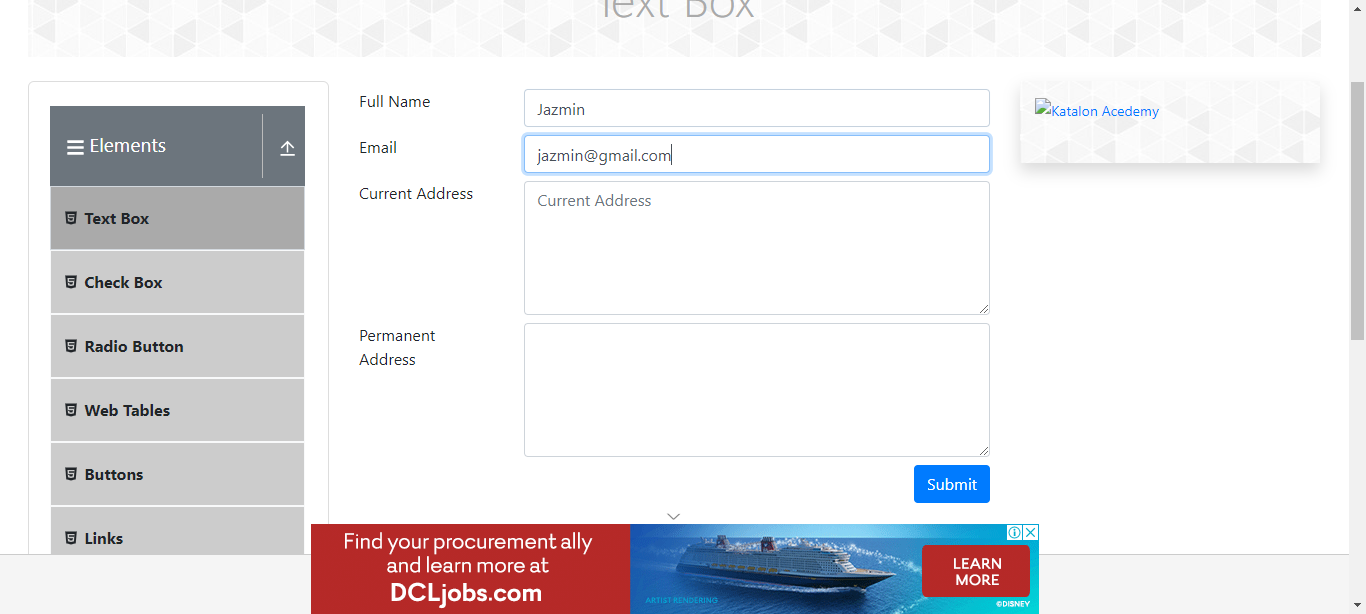 Text Box
Elements
Text Box
Check Box
Radio Button
Web Tables
Buttons
Links
Full Name
Jazmin
Email
jazmin@gmail.com
Current Address
Current Address
Permanent
Address
Submit
Katalon Acedemy
Find your procurement ally
and learn more at
DCLjobs.com
ARTIST RENDERING
LEARN
MORE
©DISNEY